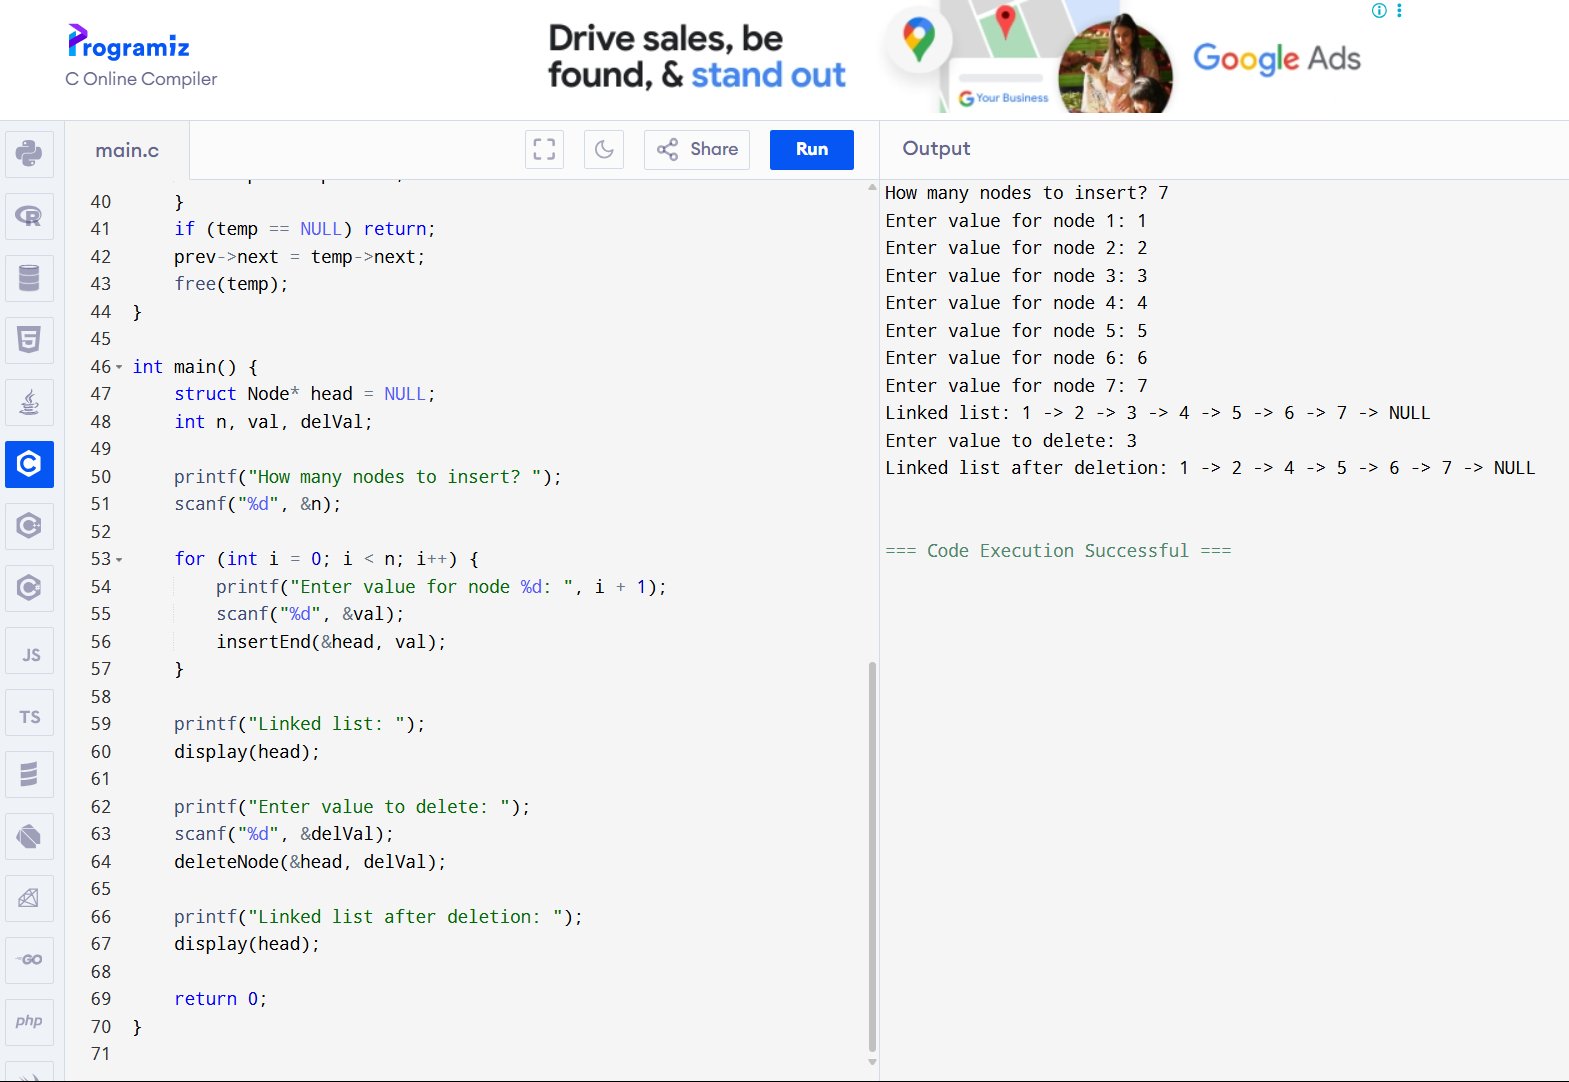 Programiz
C Online Compiler
Drive sales, be
found, & stand out
Your Business
Google Ads
main.c
Share
Run
Output
40 }
41 if (temp == NULL) return;
42 prev->next = temp->next;
43 free(temp);
44 }
45
46 int main() {
47 struct Node* head = NULL;
48 int n, val, delVal;
49
50 printf("How many nodes to insert? ");
51 scanf("%d", &n);
52
53 for (int i = 0; i < n; i++) {
54 printf("Enter value for node %d: ", i + 1);
55 scanf("%d", &val);
56 insertEnd(&head, val);
57 }
58
59 printf("Linked list: ");
60 display(head);
61
62 printf("Enter value to delete: ");
63 scanf("%d", &delVal);
64 deleteNode(&head, delVal);
65
66 printf("Linked list after deletion: ");
67 display(head);
68
69 return 0;
70 }
71
How many nodes to insert? 7
Enter value for node 1: 1
Enter value for node 2: 2
Enter value for node 3: 3
Enter value for node 4: 4
Enter value for node 5: 5
Enter value for node 6: 6
Enter value for node 7: 7
Linked list: 1 -> 2 -> 3 -> 4 -> 5 -> 6 -> 7 -> NULL
Enter value to delete: 3
Linked list after deletion: 1 -> 2 -> 4 -> 5 -> 6 -> 7 -> NULL
=== Code Execution Successful ===
R
5
C
C
C
JS
TS
GO
php